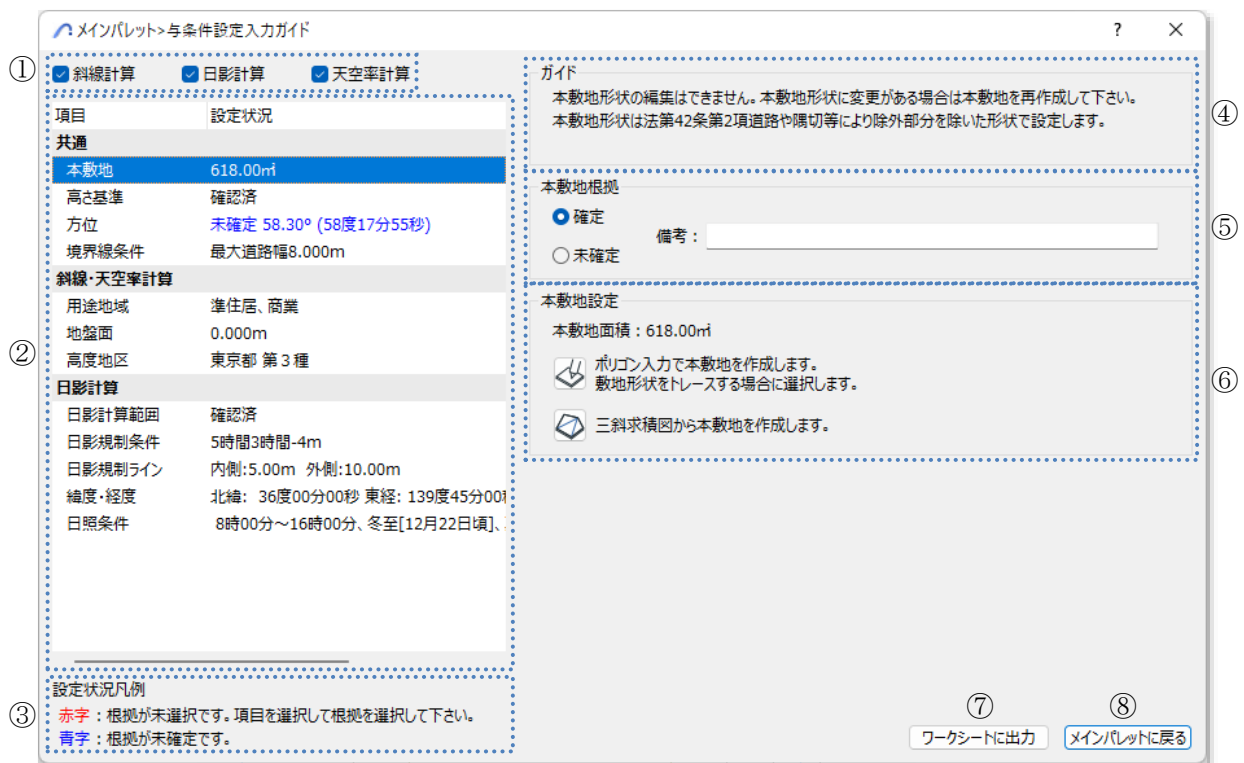 メインパレット>与条件設定入力ガイド ?
① 斜線計算 日影計算 天空率計算
②
項目 設定状況
共通
本敷地 618.00㎡
高さ基準 確認済
方位 未確定 58.30° (58度17分55秒)
境界線条件 最大道路幅8.000m
斜線・天空率計算
用途地域 準住居、商業
地盤面 0.000m
高度地区 東京都 第３種
日影計算
日影計算範囲 確認済
日影規制条件 5時間3時間-4m
日影規制ライン 内側:5.00m 外側:10.00m
緯度・経度 北緯: 36度00分00秒 東経: 139度45分00
日照条件 8時00分～16時00分、冬至[12月22日頃]、
③
設定状況凡例
赤字：根拠が未選択です。項目を選択して根拠を選択して下さい。
青字：根拠が未確定です。
④
ガイド
本敷地形状の編集はできません。本敷地形状に変更がある場合は本敷地を再作成して下さい。
本敷地形状は法第42条第2項道路や隅切等により除外部分を除いた形状で設定します。
⑤
本敷地根拠
確定
備考：
未確定
⑥
本敷地設定
本敷地面積：618.00㎡
ポリゴン入力で本敷地を作成します。
敷地形状をトレースする場合に選択します。
三斜求積図から本敷地を作成します。
⑦ ⑧
ワークシートに出力 メインパレットに戻る